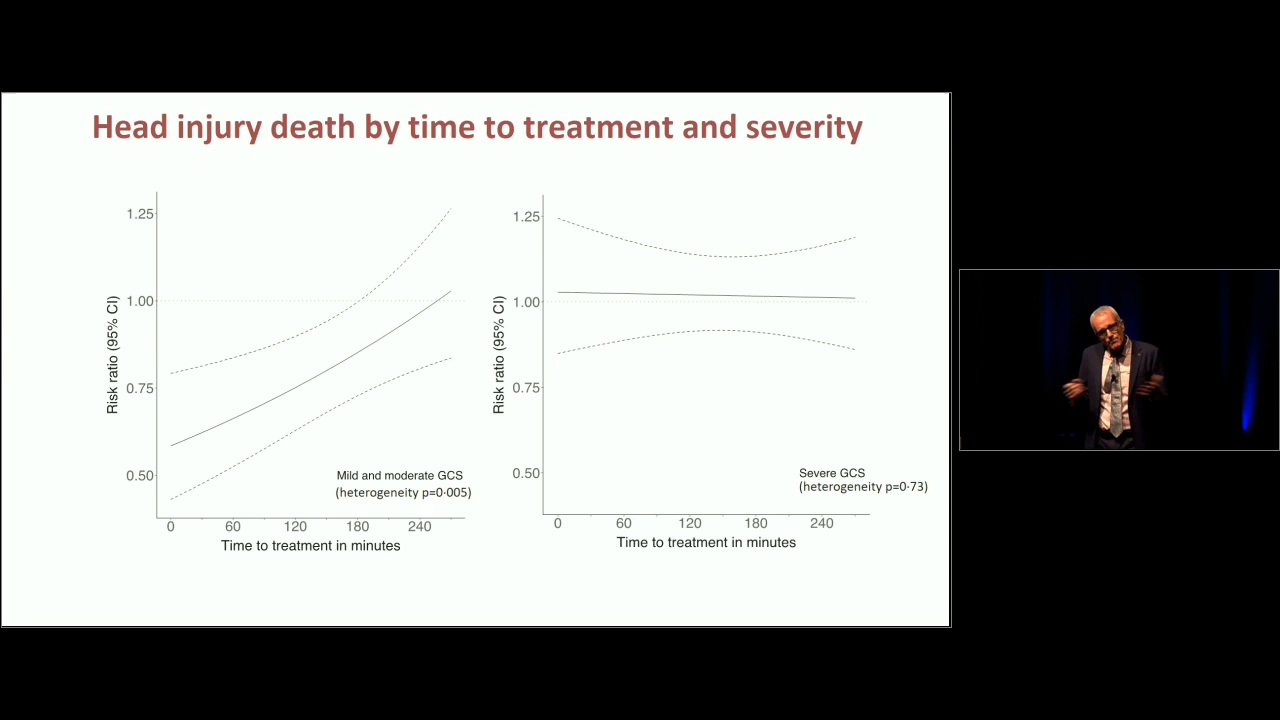 Head injury death by time to treatment and severity
1.25
1.00
0.75
0.50
Risk ratio (95% CI)
Mild and moderate GCS
(heterogeneity p=0·005)
0 60 120 180 240
Time to treatment in minutes
1.25
1.00
0.75
0.50
Risk ratio (95% CI)
Severe GCS
(heterogeneity p=0·73)
0 60 120 180 240
Time to treatment in minutes